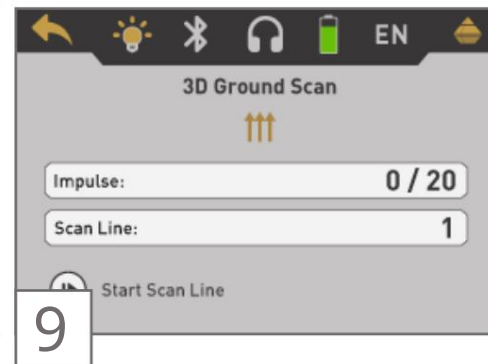 EN
3D Ground Scan
Impulse: 0 / 20
Scan Line: 1
Start Scan Line
9